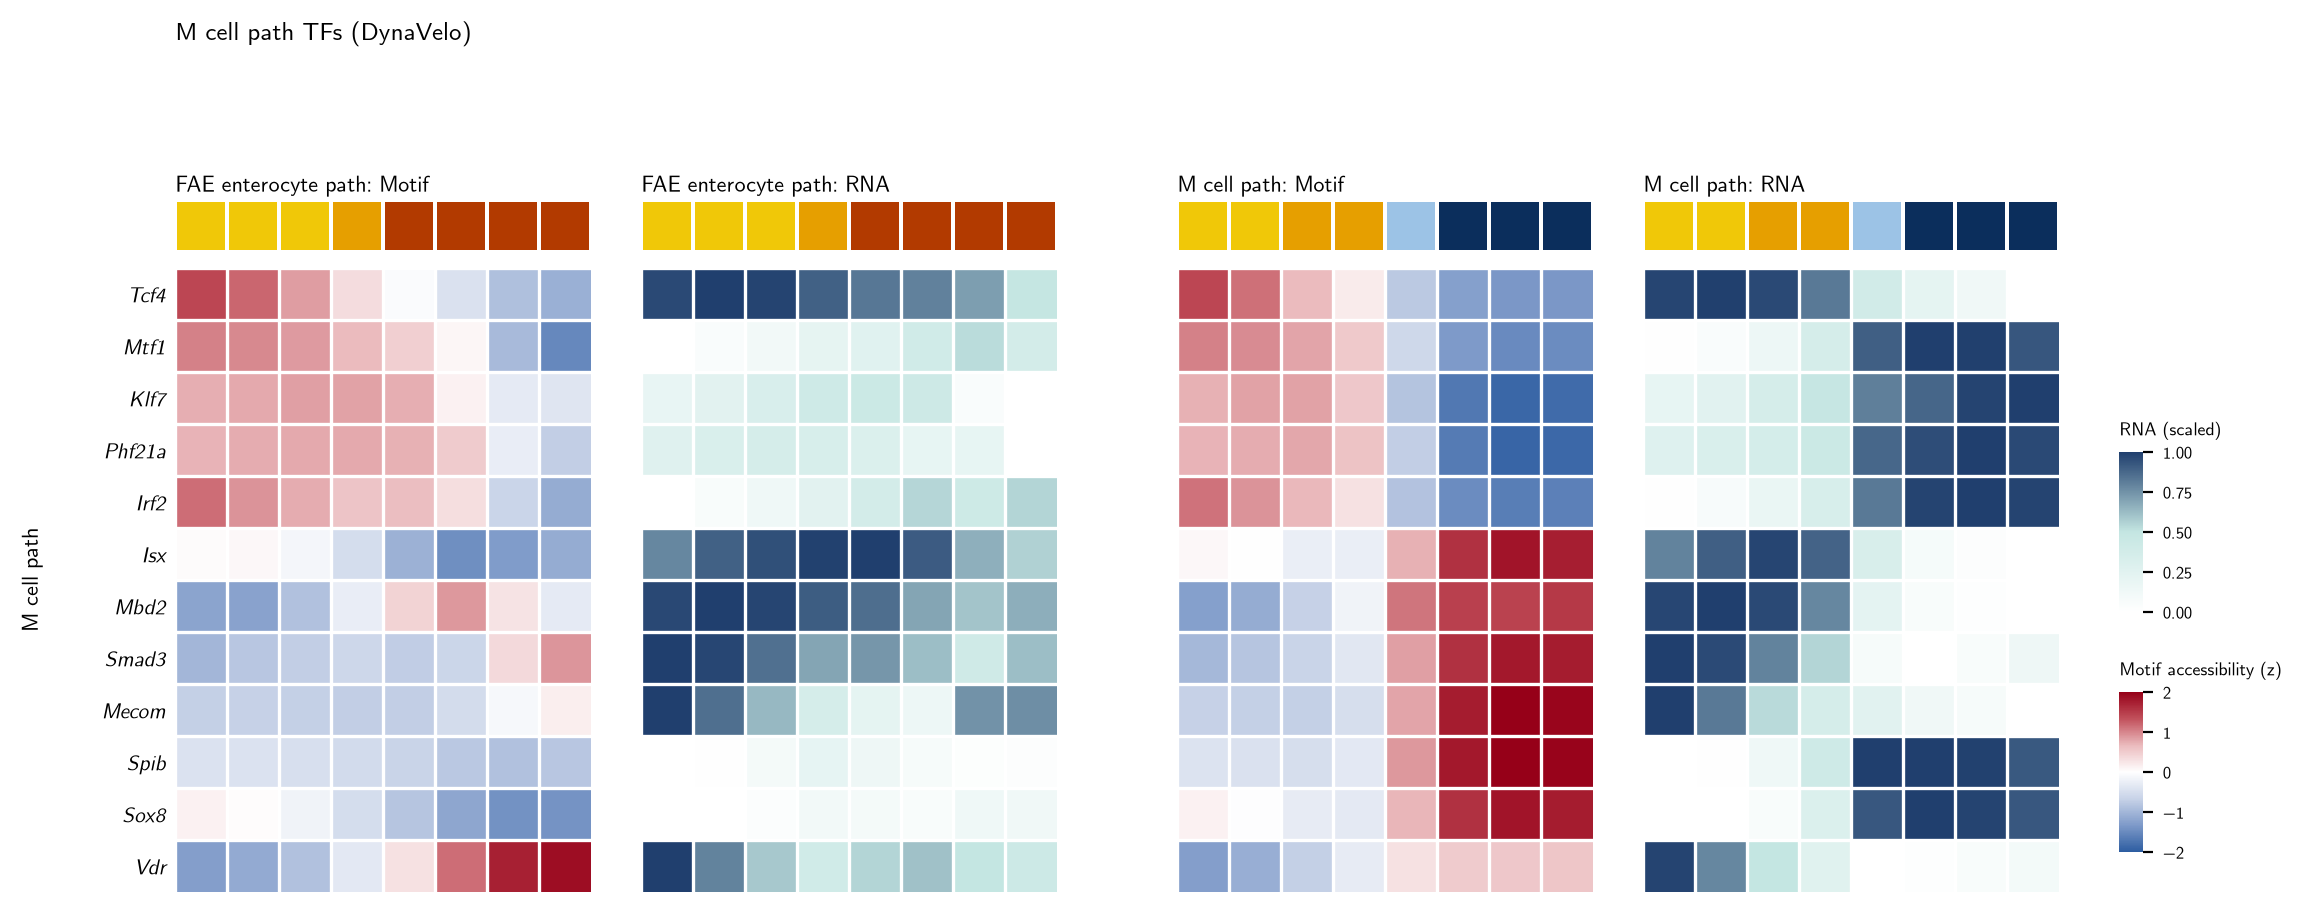 M cell path TFs (DynaVelo)
FAE enterocyte path: Motif
FAE enterocyte path: RNA
M cell path: Motif
M cell path: RNA
M cell path
Tcf4
Mtf1
Klf7
Phf21a
Irf2
Isx
Mbd2
Smad3
Mecom
Spib
Sox8
Vdr
RNA (scaled)
1.00
0.75
0.50
0.25
0.00
Motif accessibility (z)
2
1
0
−1
−2